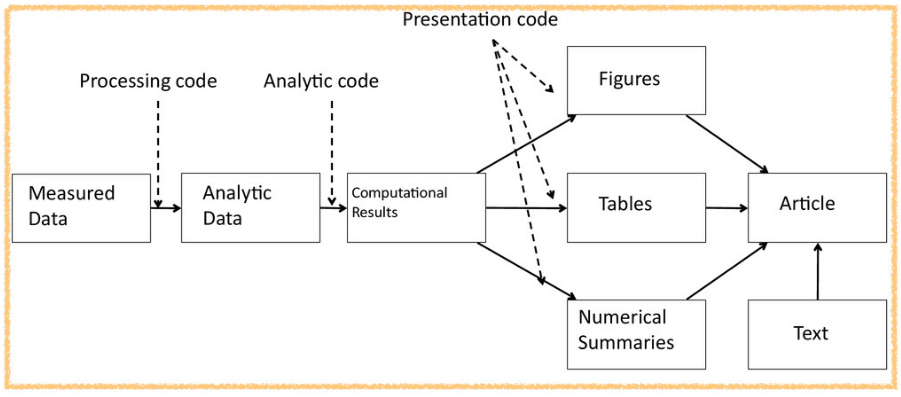 Presentation code
Processing code
Analytic code
Figures
Measured
Data
Analytic
Data
Computational
Results
Tables
Article
Numerical
Summaries
Text